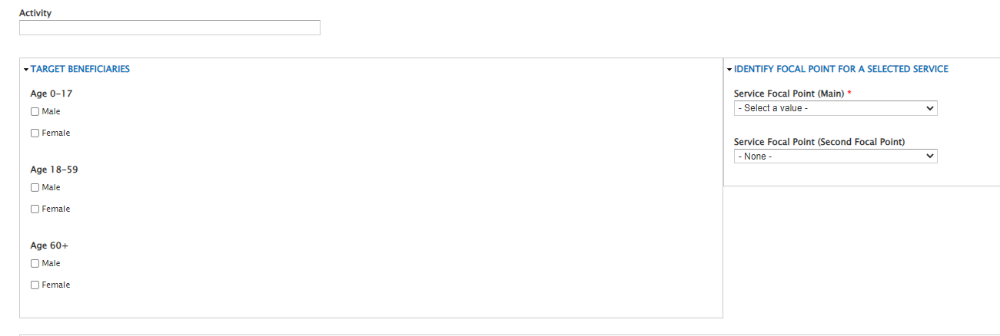 Activity
TARGET BENEFICIARIES
Age 0-17
Male
Female
Age 18-59
Male
Female
Age 60+
Male
Female
IDENTIFY FOCAL POINT FOR A SELECTED SERVICE
Service Focal Point (Main) *
- Select a value -
Service Focal Point (Second Focal Point)
- None -